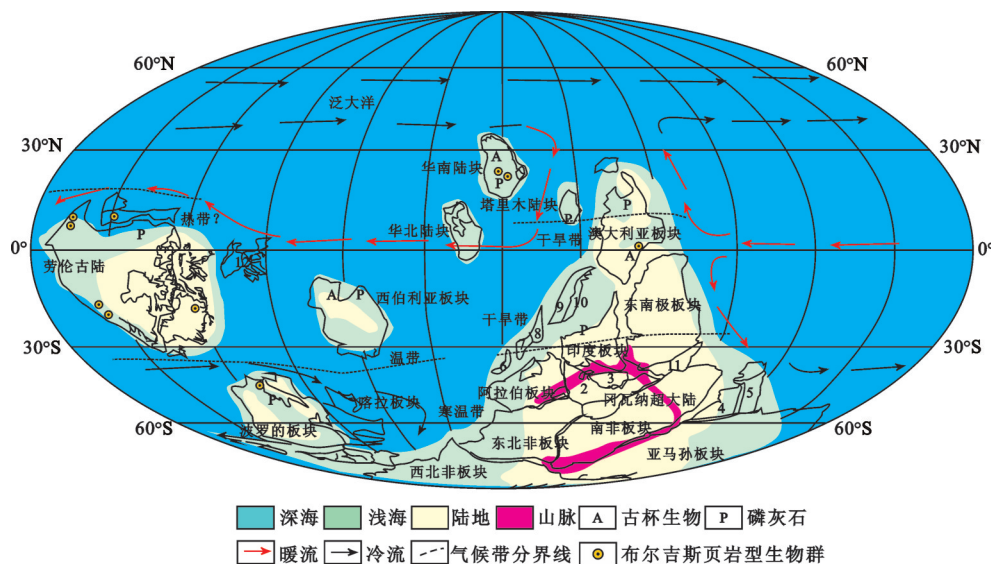 60°N
60°N
泛大洋
30°N
30°N
A
华南陆块
P
塔里木陆块
P
P
热带?
P
华北陆块
干旱带
澳大利亚板块
0°
0°
A
劳伦古陆
A
P
西伯利亚板块
9
10
东南极板块
干旱带
8
P
30°S
30°S
温带
印度板块
6
1
P
阿拉伯板块
2
3
冈瓦纳超大陆
喀拉板块
寒温带
4
5
60°S
60°S
波罗的板块
南非板块
东北非板块
亚马孙板块
西北非板块
深海
浅海
陆地
山脉
A
古杯生物
P
磷灰石
暖流
冷流
气候带分界线
布尔吉斯页岩型生物群